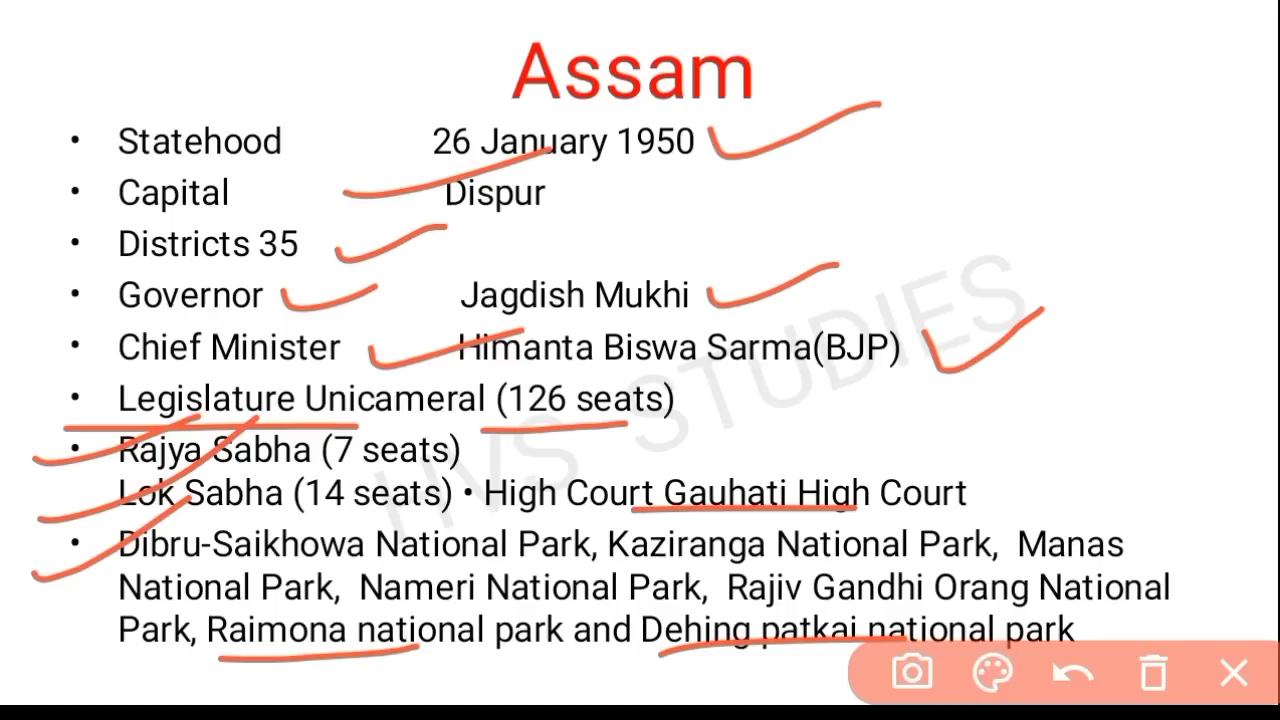 Assam
• Statehood 26 January 1950
• Capital Dispur
• Districts 35
• Governor Jagdish Mukhi
• Chief Minister Himanta Biswa Sarma(BJP)
• Legislature Unicameral (126 seats)
• Rajya Sabha (7 seats)
Lok Sabha (14 seats) • High Court Gauhati High Court
• Dibru-Saikhowa National Park, Kaziranga National Park, Manas
National Park, Nameri National Park, Rajiv Gandhi Orang National
Park, Raimona national park and Dehing patkai national park
STUDIES